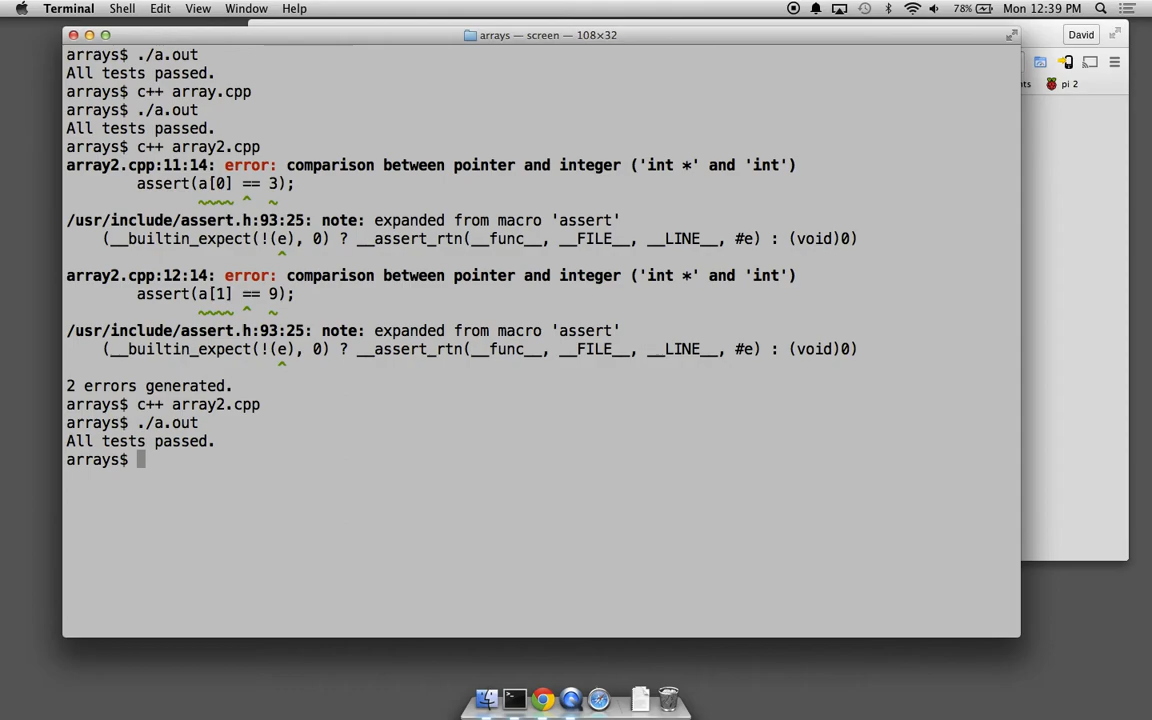 Terminal Shell Edit View Window Help 78% Mon 12:39 PM
arrays — screen — 108×32
David
arrays$ ./a.out
All tests passed.
arrays$ c++ array.cpp
arrays$ ./a.out
All tests passed.
arrays$ c++ array2.cpp
array2.cpp:11:14: error: comparison between pointer and integer ('int *' and 'int')
assert(a[0] == 3);
~~~~ ^ ~
/usr/include/assert.h:93:25: note: expanded from macro 'assert'
(__builtin_expect(!(e), 0) ? __assert_rtn(__func__, __FILE__, __LINE__, #e) : (void)0)
^
array2.cpp:12:14: error: comparison between pointer and integer ('int *' and 'int')
assert(a[1] == 9);
~~~~ ^ ~
/usr/include/assert.h:93:25: note: expanded from macro 'assert'
(__builtin_expect(!(e), 0) ? __assert_rtn(__func__, __FILE__, __LINE__, #e) : (void)0)
^
2 errors generated.
arrays$ c++ array2.cpp
arrays$ ./a.out
All tests passed.
arrays$
nts pi 2